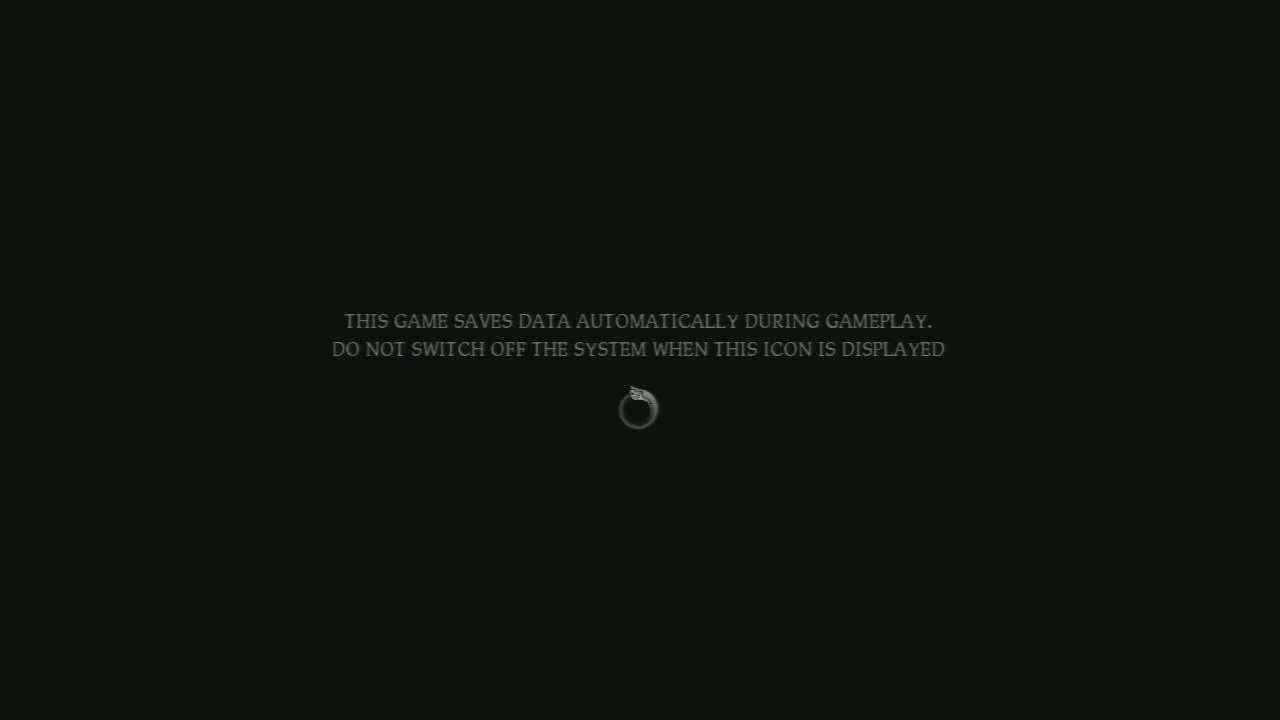 THIS GAME SAVES DATA AUTOMATICALLY DURING GAMEPLAY.
DO NOT SWITCH OFF THE SYSTEM WHEN THIS ICON IS DISPLAYED